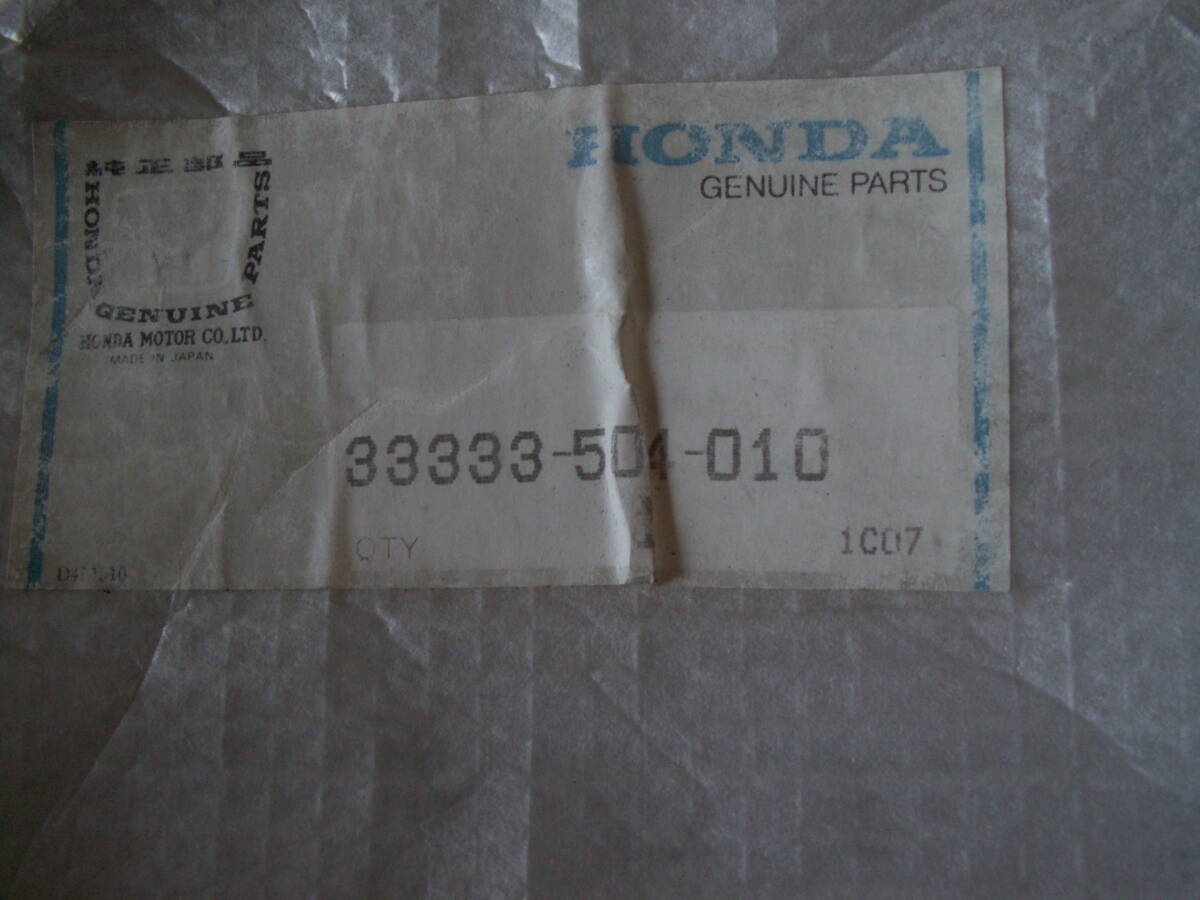 HONDA
GENUINE PARTS
純正部品
HONDA
PARTS
GENUINE
HONDA MOTOR CO., LTD.
MADE IN JAPAN
33333-504-010
QTY 1 1C07